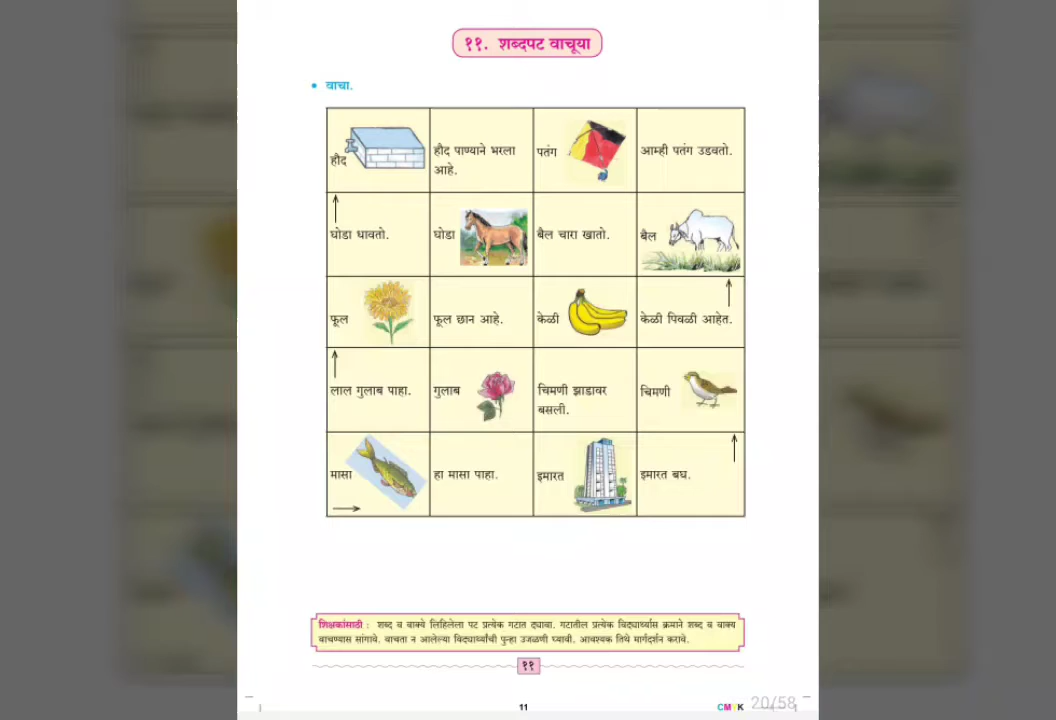 ११. शब्दपट वाचूया
• वाचा.
हौद
हौद पाण्याने भरला
आहे.
पतंग
आम्ही पतंग उडवतो.
घोडा धावतो.
घोडा
बैल चारा खातो.
बैल
फूल
फूल छान आहे.
केळी
केळी पिवळी आहेत.
लाल गुलाब पाहा.
गुलाब
चिमणी झाडावर
बसली.
चिमणी
मासा
हा मासा पाहा.
इमारत
इमारत बघ.
शिक्षकांसाठी : शब्द व वाक्ये लिहिलेला पट प्रत्येक गटात द्यावा. गटातील प्रत्येक विद्यार्थ्यास क्रमाने शब्द व वाक्य
वाचण्यास सांगावे. वाचता न आलेल्या विद्यार्थ्यांची पुन्हा उजळणी घ्यावी. आवश्यक तिथे मार्गदर्शन करावे.
११
11
CMYK
20/58